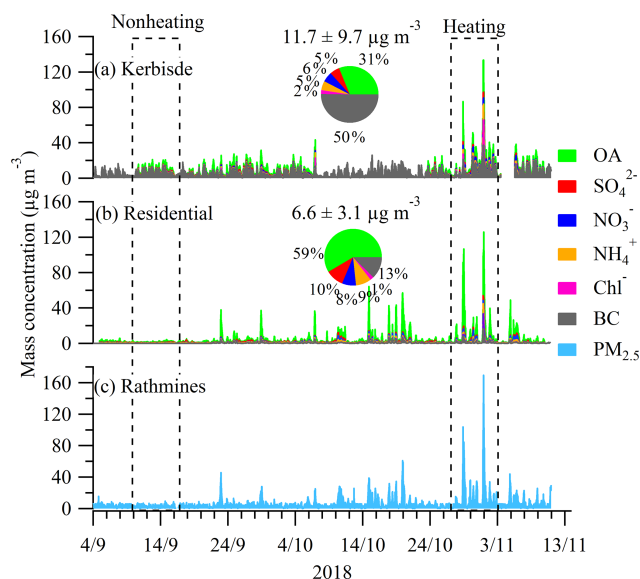 Nonheating
11.7 ± 9.7 µg m⁻³
Heating
160
120
80
40
0
(a) Kerbisde
5%
6%
5%
2%
31%
50%
160
120
80
40
0
(b) Residential
6.6 ± 3.1 µg m⁻³
59%
10%
8%
9%
1%
13%
160
120
80
40
0
(c) Rathmines
Mass concentration (µg m⁻³)
4/9
14/9
24/9
4/10
14/10
24/10
3/11
13/11
2018
OA
SO₄²⁻
NO₃⁻
NH₄⁺
Chl⁻
BC
PM₂.₅